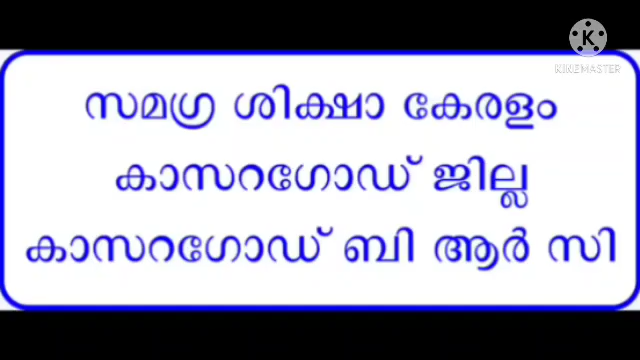 K
KINEMASTER
സമഗ്ര ശിക്ഷാ കേരളം
കാസറഗോഡ് ജില്ല
കാസറഗോഡ് ബി ആർ സി